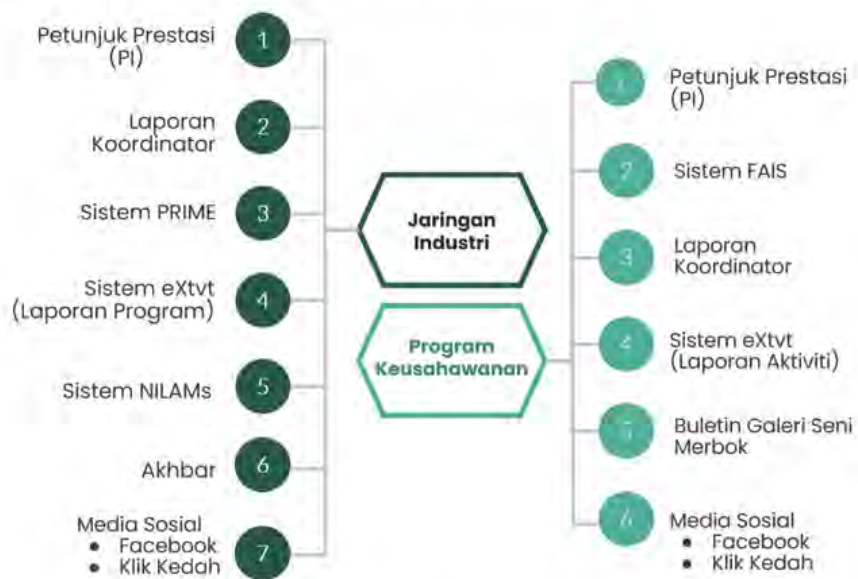 Petunjuk Prestasi
(PI)
1
Laporan
Koordinator
2
Sistem PRIME
3
Sistem eXtvt
(Laporan Program)
4
Sistem NILAMs
5
Akhbar
6
Media Sosial
• Facebook
• Klik Kedah
7
Jaringan
Industri
Program
Keusahawanan
1
Petunjuk Prestasi
(PI)
2
Sistem FAIS
3
Laporan
Koordinator
4
Sistem eXtvt
(Laporan Aktiviti)
5
Buletin Galeri Seni
Merbok
6
Media Sosial
• Facebook
• Klik Kedah